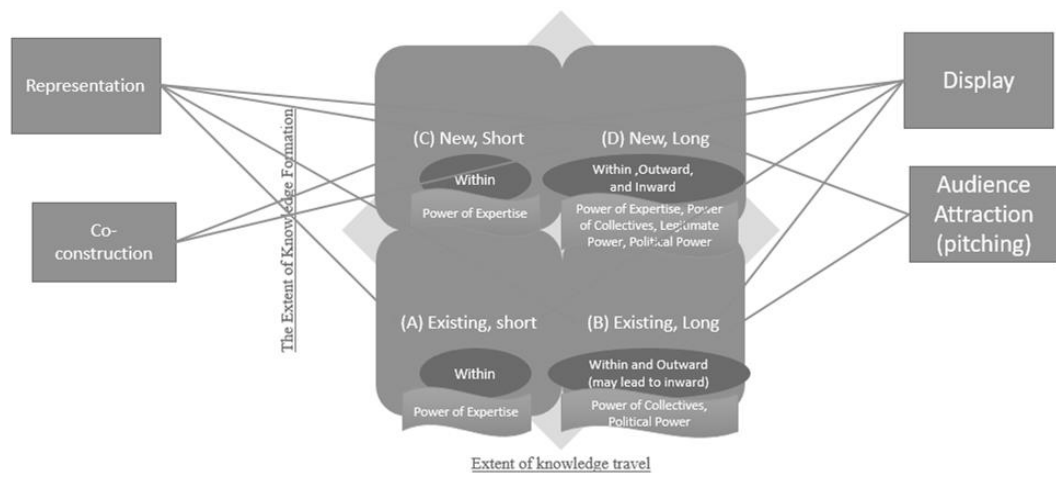 Representation
Co-
construction
The Extent of Knowledge Formation
(C) New, Short
Within
Power of Expertise
(D) New, Long
Within ,Outward,
and Inward
Power of Expertise, Power
of Collectives, Legitimate
Power, Political Power
(A) Existing, short
Within
Power of Expertise
(B) Existing, Long
Within and Outward
(may lead to inward)
Power of Collectives,
Political Power
Extent of knowledge travel
Display
Audience
Attraction
(pitching)